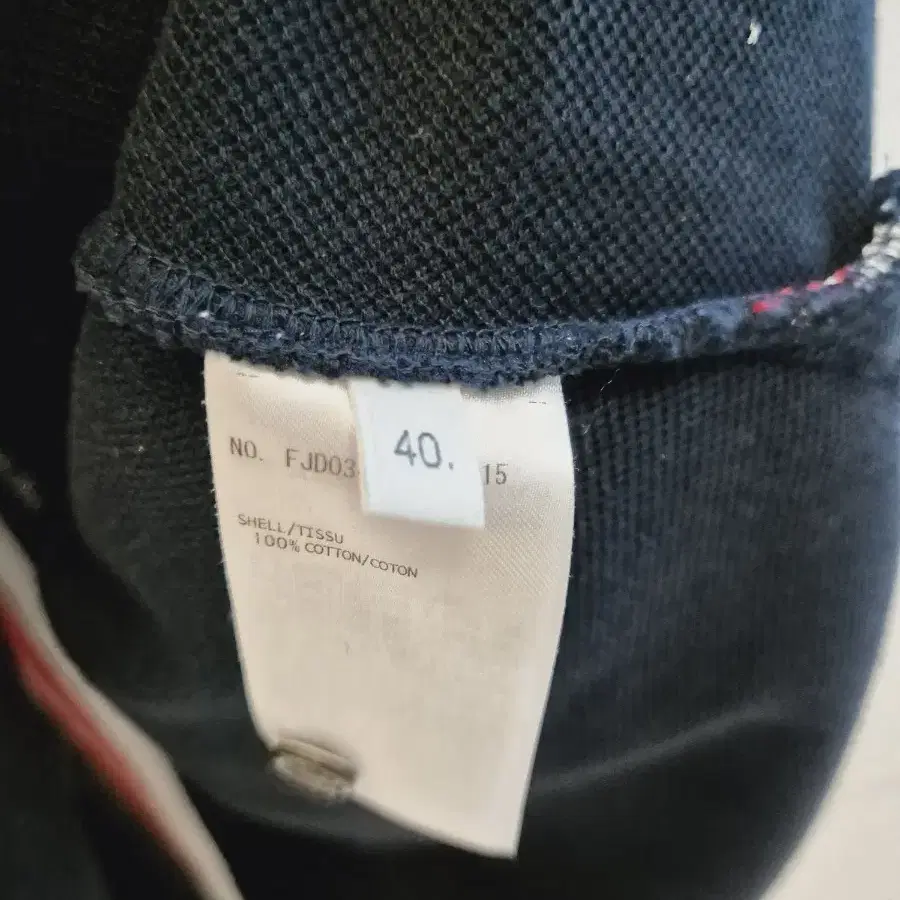 40.
NO. FJD03 15
SHELL/TISSU
100% COTTON/COTON